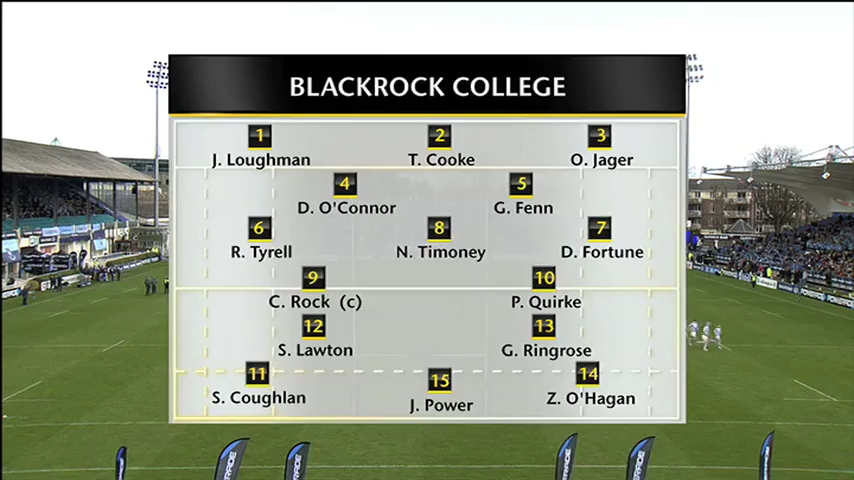 BLACKROCK COLLEGE
1 2 3
J. Loughman T. Cooke O. Jager
4 5
D. O'Connor G. Fenn
6 8 7
R. Tyrell N. Timoney D. Fortune
9 10
C. Rock (c) P. Quirke
12 13
S. Lawton G. Ringrose
11 15 14
S. Coughlan J. Power Z. O'Hagan